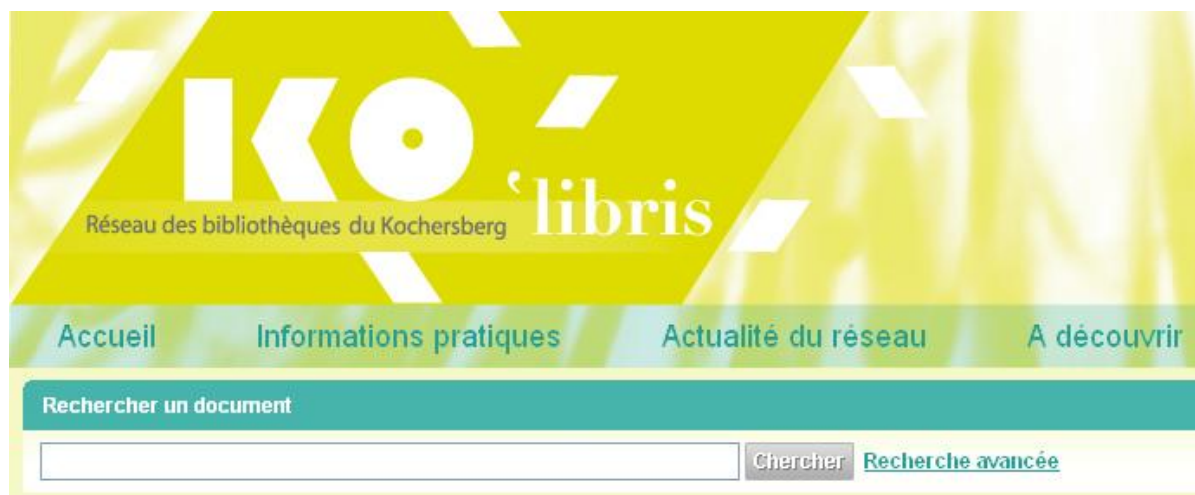 KO'libris
Réseau des bibliothèques du Kochersberg
Accueil Informations pratiques Actualité du réseau A découvrir
Rechercher un document
Chercher Recherche avancée